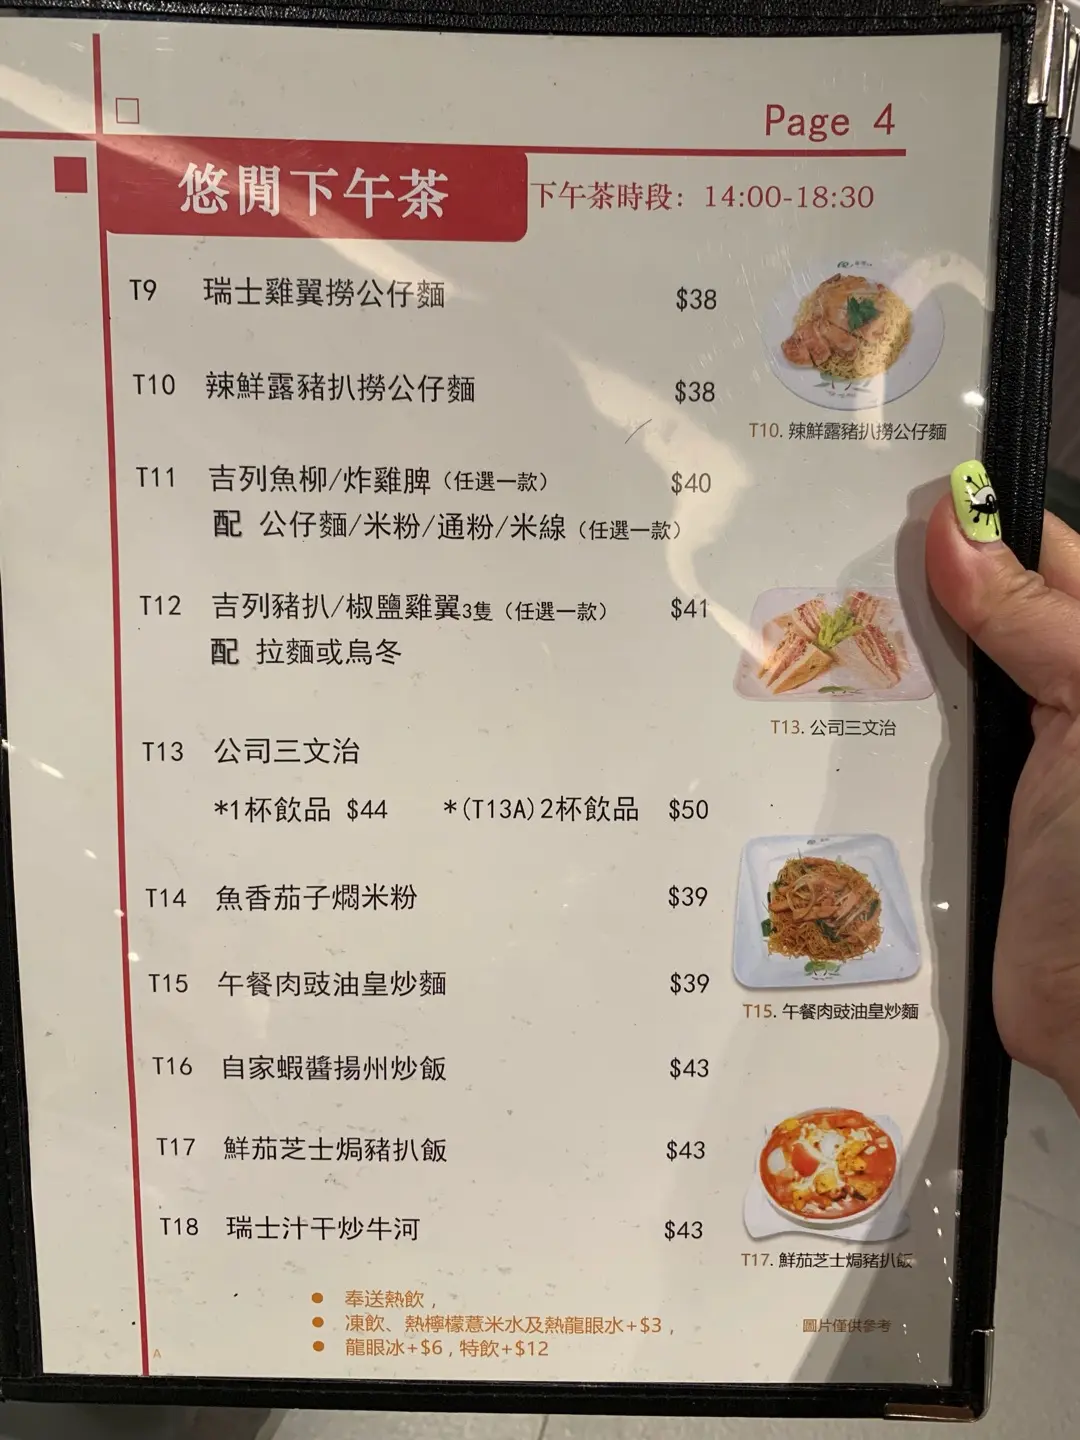 Page 4
悠閒下午茶
下午茶時段：14:00-18:30
T9 瑞士雞翼撈公仔麵 $38
T10 辣鮮露豬扒撈公仔麵 $38
T10. 辣鮮露豬扒撈公仔麵
T11 吉列魚柳/炸雞脾（任選一款） $40
配 公仔麵/米粉/通粉/米線（任選一款）
T12 吉列豬扒/椒鹽雞翼3隻（任選一款） $41
配 拉麵或烏冬
T13. 公司三文治
T13 公司三文治
*1杯飲品 $44 *(T13A)2杯飲品 $50
T14 魚香茄子燜米粉 $39
T15 午餐肉豉油皇炒麵 $39
T15. 午餐肉豉油皇炒麵
T16 自家蝦醬揚州炒飯 $43
T17 鮮茄芝士焗豬扒飯 $43
T18 瑞士汁干炒牛河 $43
T17. 鮮茄芝士焗豬扒飯
● 奉送熱飲，
● 凍飲、熱檸檬薏米水及熱龍眼水+$3，
● 龍眼冰+$6，特飲+$12
圖片僅供參考
A